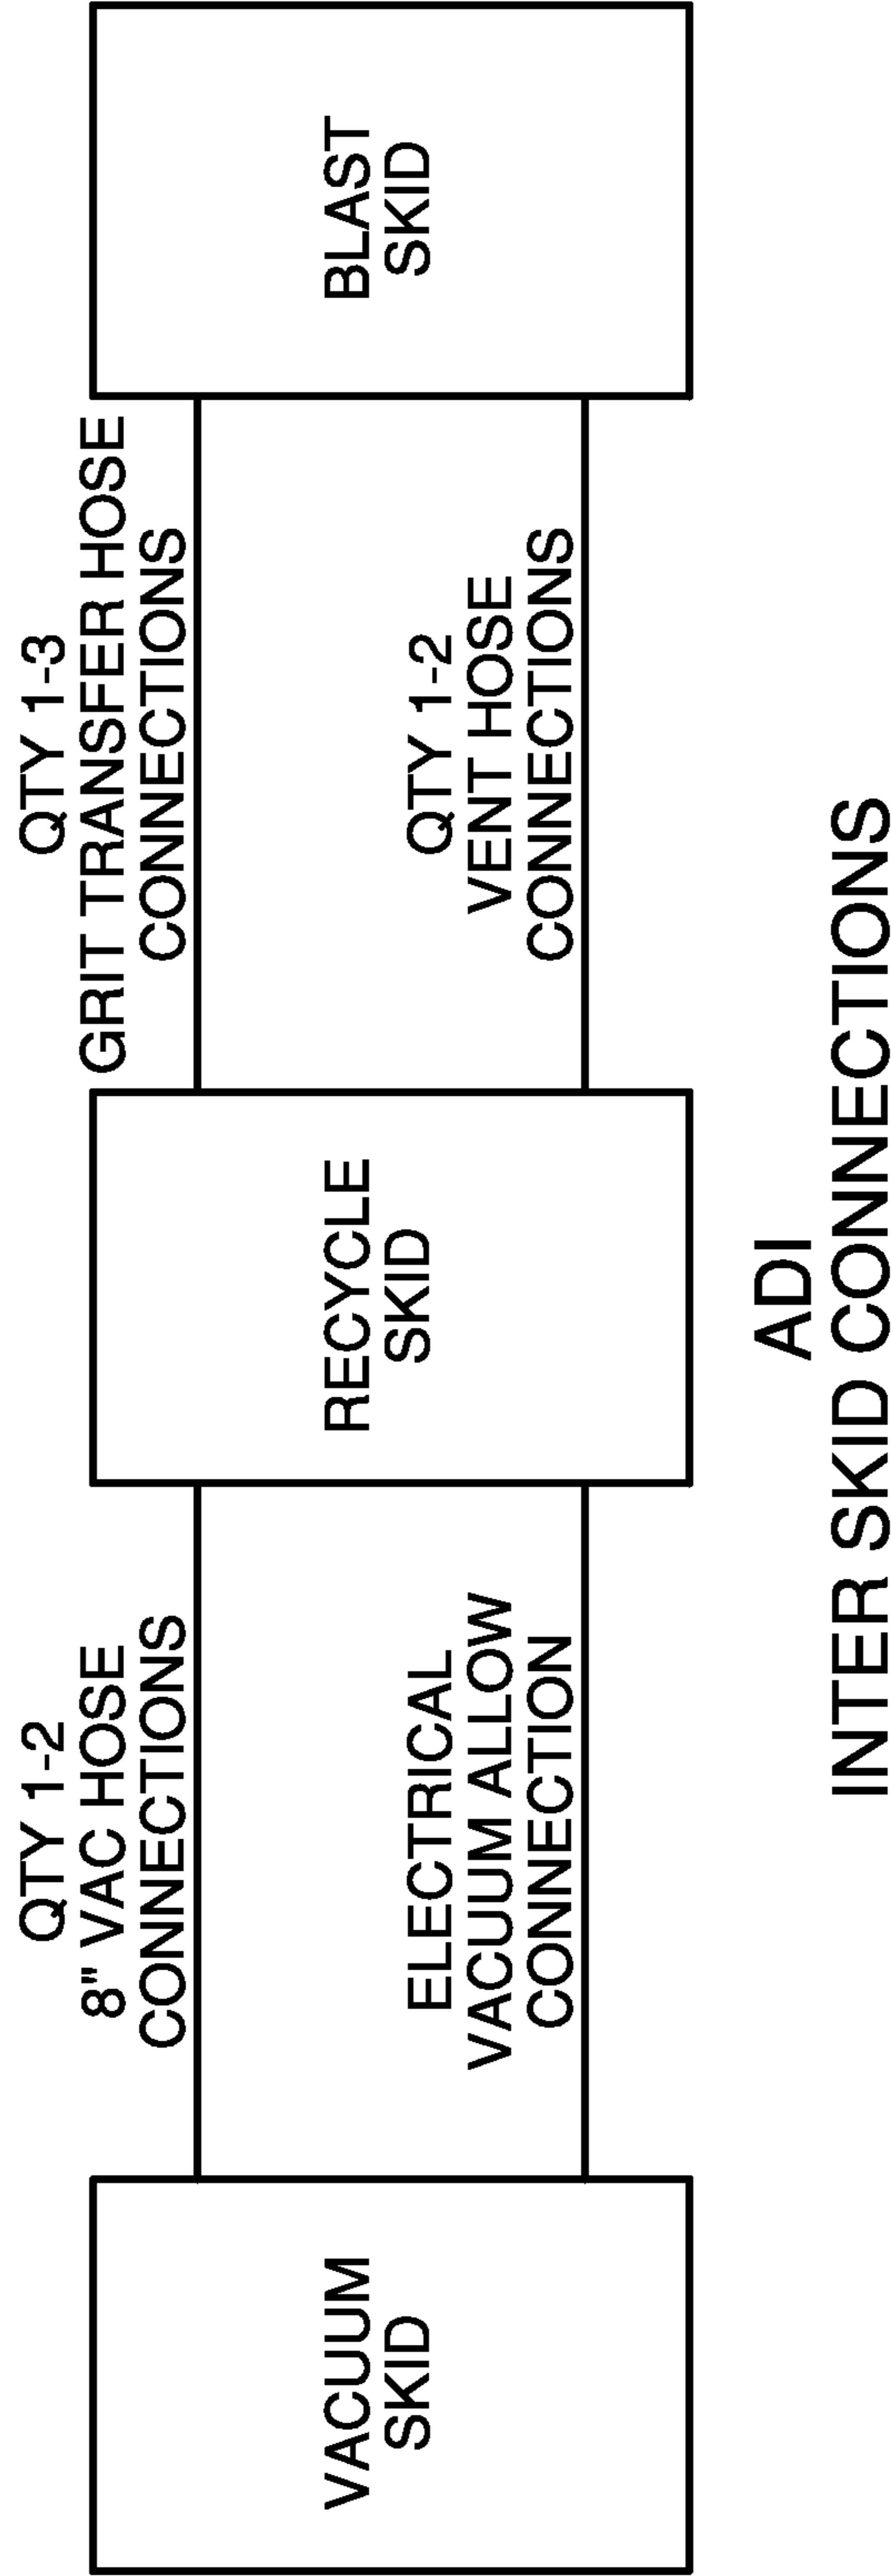 QTY 1-2
8" VAC HOSE
CONNECTIONS
QTY 1-3
GRIT TRANSFER HOSE
CONNECTIONS
VACUUM
SKID
RECYCLE
SKID
BLAST
SKID
ELECTRICAL
VACUUM ALLOW
CONNECTION
QTY 1-2
VENT HOSE
CONNECTIONS
ADI
INTER SKID CONNECTIONS